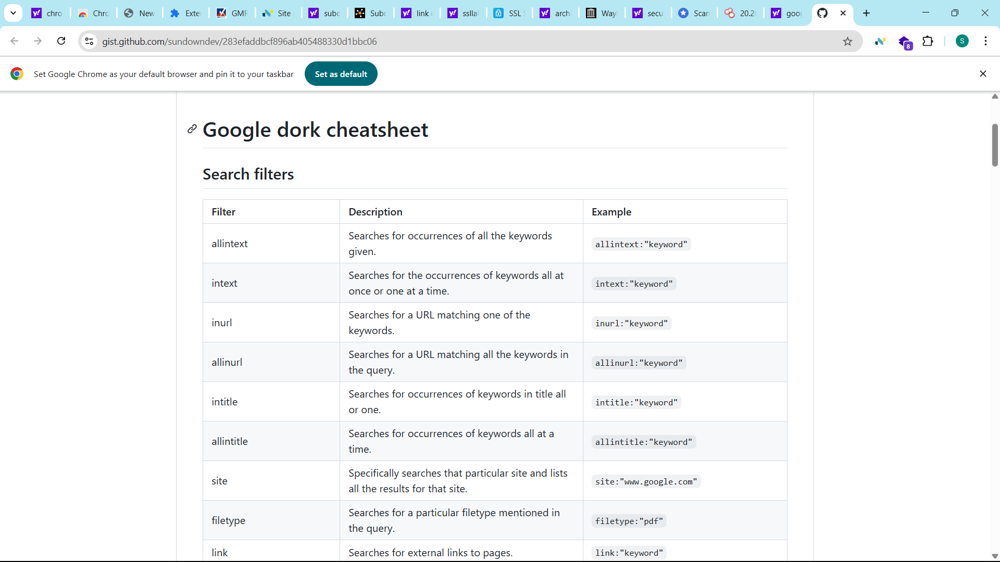 chro
Chro
New
Exte
GMF
Site
subd
Subd
link
sslla
SSL S
archi
Way
secu
Scan
20.20
goog
gist.github.com/sundowndev/283efaddbcf896ab405488330d1bbc06
8
S
Set Google Chrome as your default browser and pin it to your taskbar
Set as default
Google dork cheatsheet
Search filters
Filter Description Example
allintext Searches for occurrences of all the keywords given. allintext:"keyword"
intext Searches for the occurrences of keywords all at once or one at a time. intext:"keyword"
inurl Searches for a URL matching one of the keywords. inurl:"keyword"
allinurl Searches for a URL matching all the keywords in the query. allinurl:"keyword"
intitle Searches for occurrences of keywords in title all or one. intitle:"keyword"
allintitle Searches for occurrences of keywords all at a time. allintitle:"keyword"
site Specifically searches that particular site and lists all the results for that site. site:"www.google.com"
filetype Searches for a particular filetype mentioned in the query. filetype:"pdf"
link Searches for external links to pages. link:"keyword"